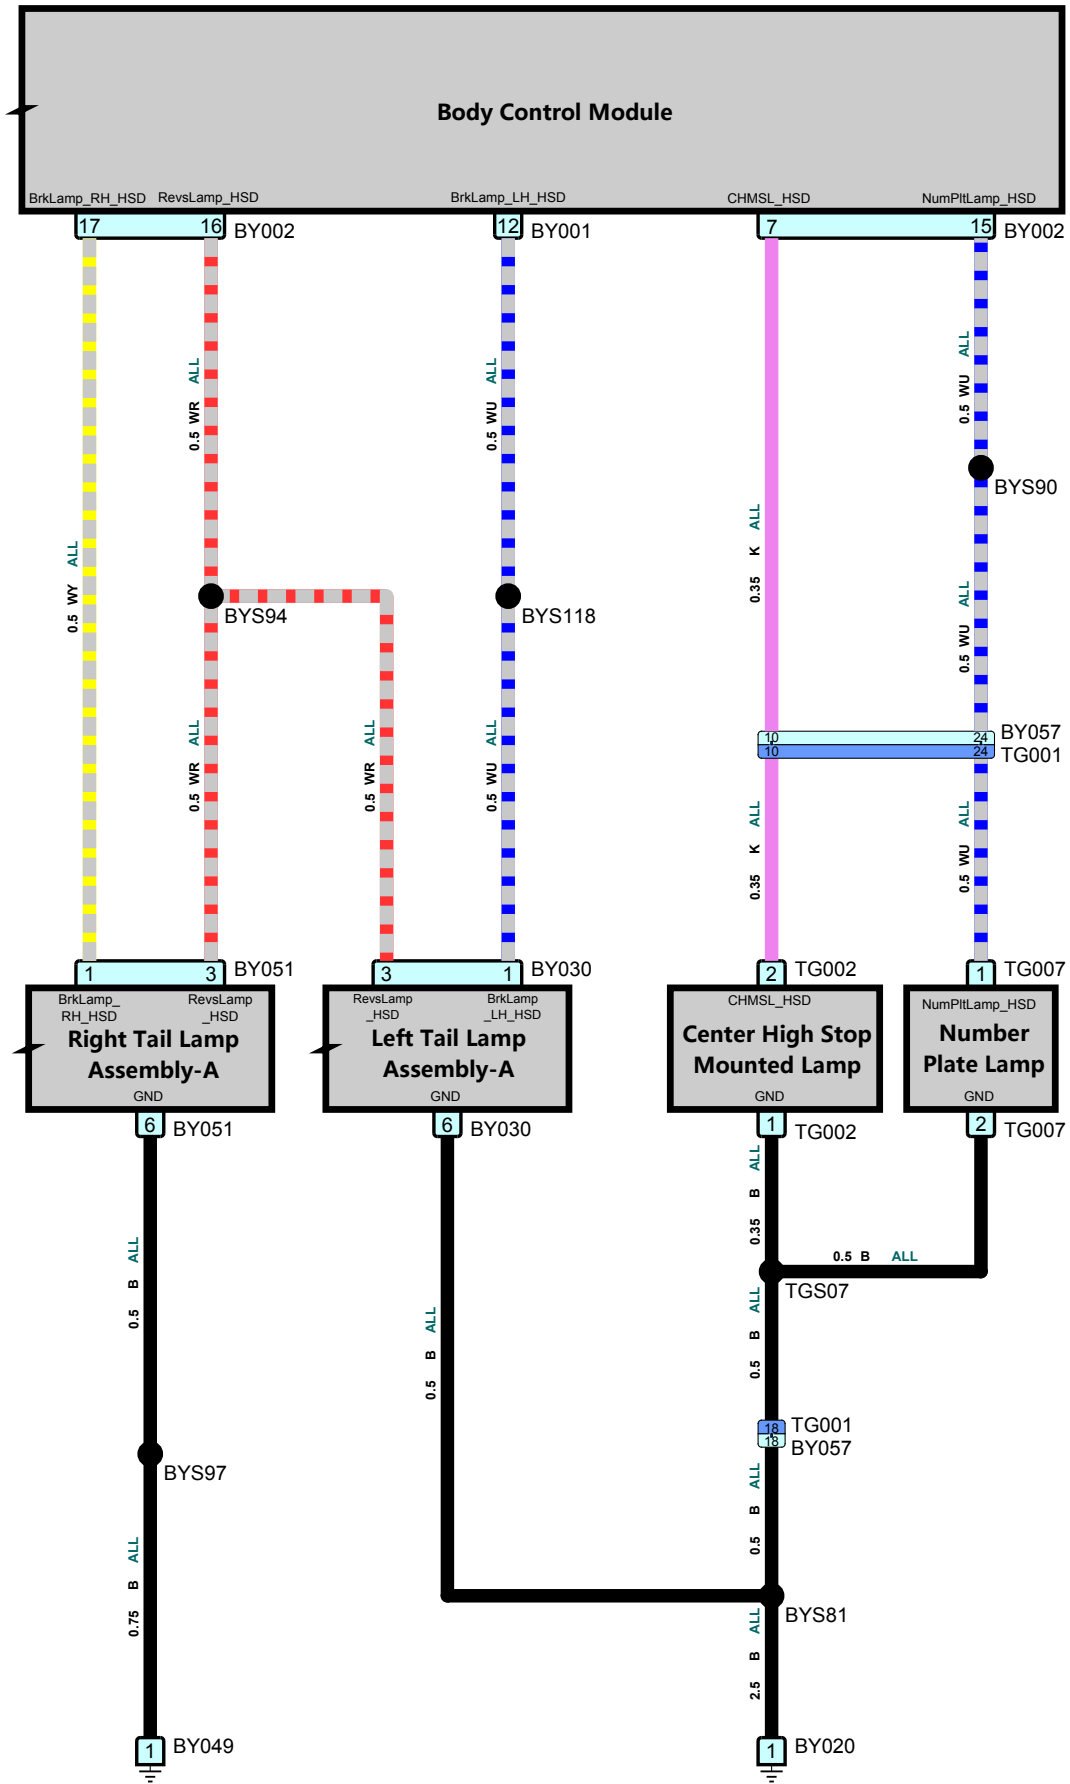 Body Control Module
BrkLamp_RH_HSD RevsLamp_HSD BrkLamp_LH_HSD CHMSL_HSD NumPltLamp_HSD
17 16 BY002 12 BY001 7 15 BY002
0.5 WR ALL
0.5 WU ALL
0.5 WU ALL
BYS90
0.5 WY ALL
0.35 K ALL
BYS94 BYS118
0.5 WU ALL
0.5 WR ALL
0.5 WR ALL
0.5 WU ALL
10 24 BY057
10 24 TG001
0.35 K ALL
0.5 WU ALL
1 3 BY051 3 1 BY030 2 TG002 1 TG007
BrkLamp_
RH_HSD
RevsLamp
_HSD
Right Tail Lamp
Assembly-A
GND
RevsLamp
_HSD
BrkLamp
_LH_HSD
Left Tail Lamp
Assembly-A
GND
CHMSL_HSD
Center High Stop
Mounted Lamp
GND
NumPltLamp_HSD
Number
Plate Lamp
GND
6 BY051 6 BY030 1 TG002 2 TG007
0.35 B ALL
0.5 B ALL
0.5 B ALL
TGS07
0.5 B ALL
0.5 B ALL
18 TG001
18 BY057
BYS97
0.5 B ALL
0.75 B ALL
BYS81
2.5 B ALL
1 BY049 1 BY020